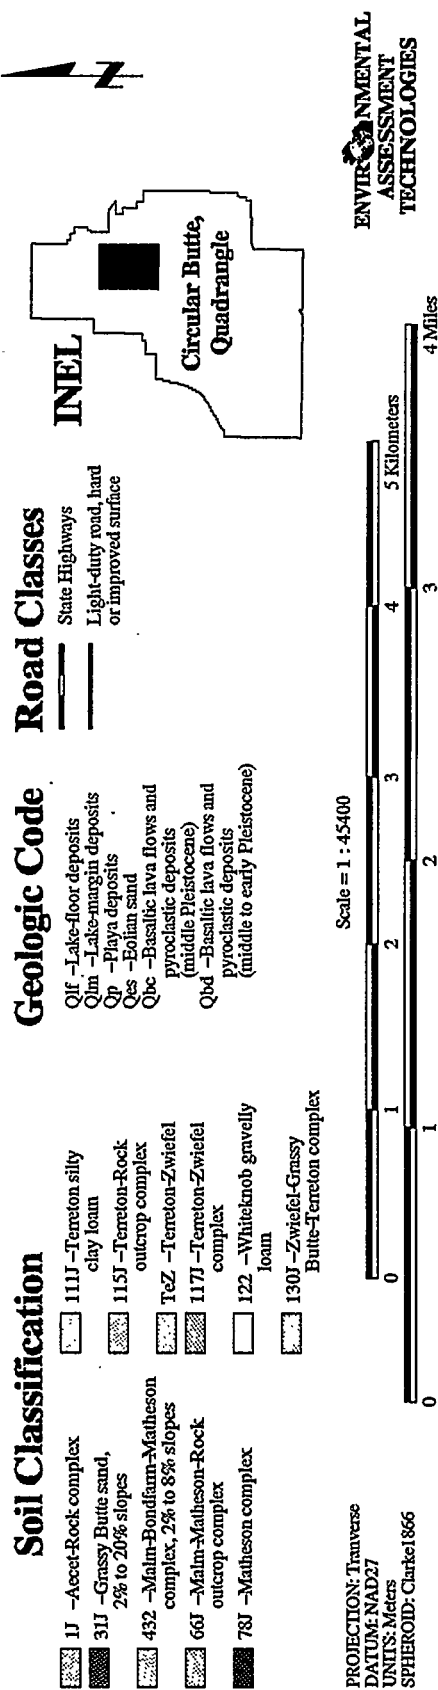 Soil Classification
1J –Aecet-Rock complex
31J –Grassy Butte sand,
2% to 20% slopes
432 –Malm-Bondfarm-Matheson
complex, 2% to 8% slopes
66J –Malm-Matheson-Rock
outcrop complex
78J –Matheson complex
111J –Terreton silty
clay loam
115J –Terreton-Rock
outcrop complex
TeZ –Terreton-Zwiefel
117J –Terreton-Zwiefel
complex
122 –Whiteknob gravelly
loam
130J –Zwiefel-Grassy
Butte-Terreton complex
Geologic Code
Qlf –Lake-floor deposits
Qlm –Lake-margin deposits
Qp –Playa deposits
Qes –Eolian sand
Qbc –Basaltic lava flows and
pyroclastic deposits
(middle Pleistocene)
Qbd –Basaltic lava flows and
pyroclastic deposits
(middle to early Pleistocene)
Road Classes
State Highways
Light-duty road, hard
or improved surface
INEL
Circular Butte,
Quadrangle
N
PROJECTION: Tranverse
DATUM: NAD27
UNITS: Meters
SPHEROID: Clarke1866
Scale = 1 : 45400
0 1 2 3 4 5 Kilometers
0 1 2 3 4 Miles
ENVIRONMENTAL
ASSESSMENT
TECHNOLOGIES